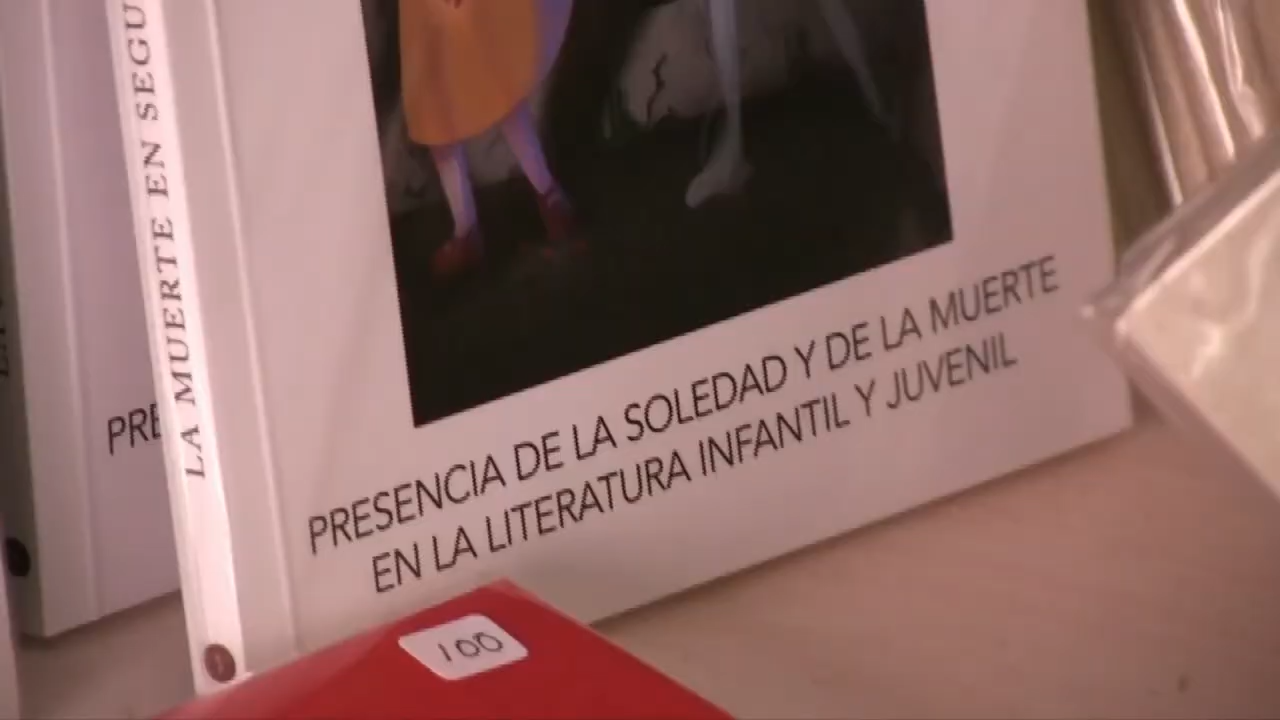 LA MUERTE EN SEGU
PRE
PRESENCIA DE LA SOLEDAD Y DE LA MUERTE
EN LA LITERATURA INFANTIL Y JUVENIL
100